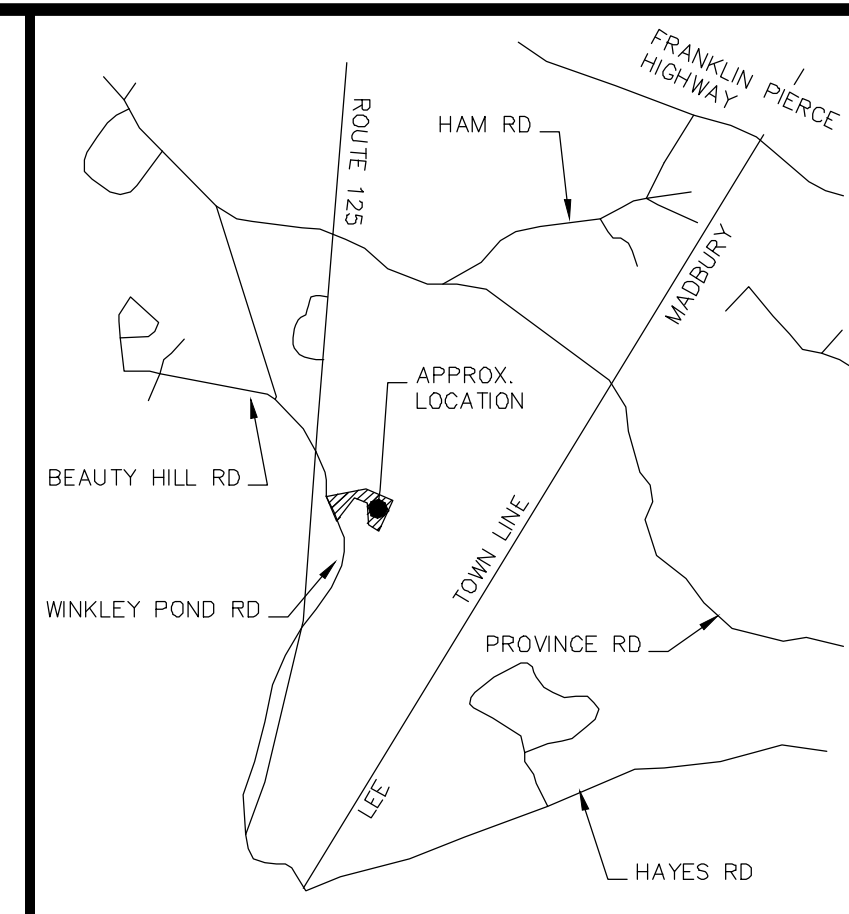 FRANKLIN PIERCE
HIGHWAY
ROUTE 125
HAM RD
MADBURY
APPROX.
LOCATION
BEAUTY HILL RD
TOWN LINE
WINKLEY POND RD
PROVINCE RD
LEE
HAYES RD